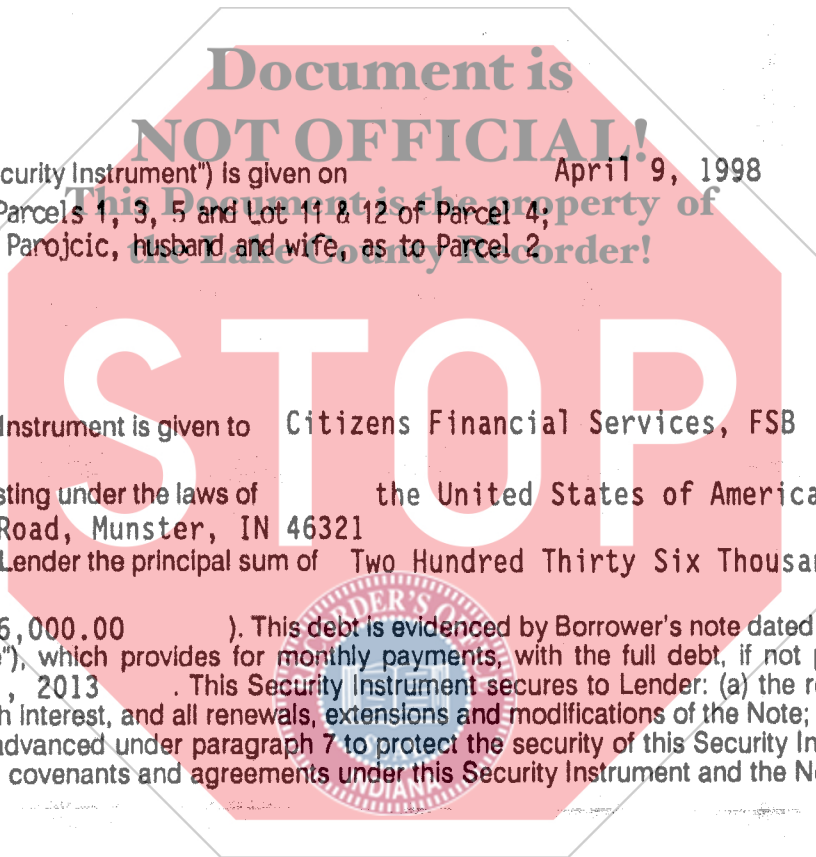 Document is
NOT OFFICIAL!
curity Instrument") is given on April 9, 1998
This Document is the property of
Parcels 1, 3, 5 and Lot 11 & 12 of Parcel 4;
the Lake County Recorder!
Parojcic, husband and wife, as to Parcel 2
STOP
Instrument is given to Citizens Financial Services, FSB
sting under the laws of the United States of America
Road, Munster, IN 46321
Lender the principal sum of Two Hundred Thirty Six Thousan
6,000.00 ). This debt is evidenced by Borrower's note dated
"), which provides for monthly payments, with the full debt, if not p
, 2013 . This Security Instrument secures to Lender: (a) the r
h interest, and all renewals, extensions and modifications of the Note;
advanced under paragraph 7 to protect the security of this Security In
covenants and agreements under this Security Instrument and the N
RECORDER'S OFFICE
SEAL
INDIANA